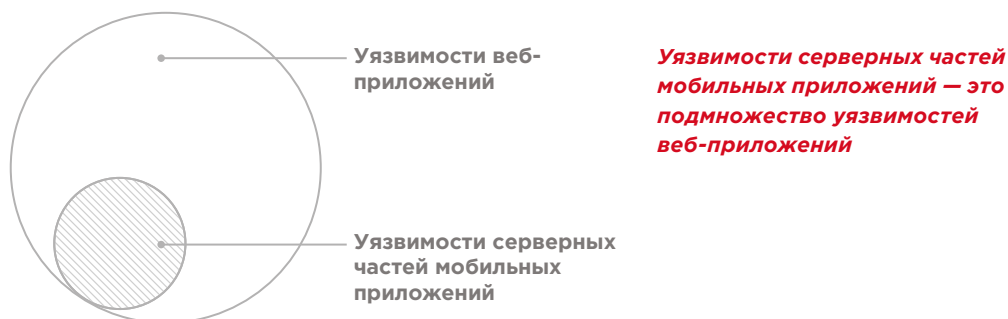 Уязвимости веб-
приложений
Уязвимости серверных
частей мобильных
приложений
Уязвимости серверных частей
мобильных приложений — это
подмножество уязвимостей
веб-приложений